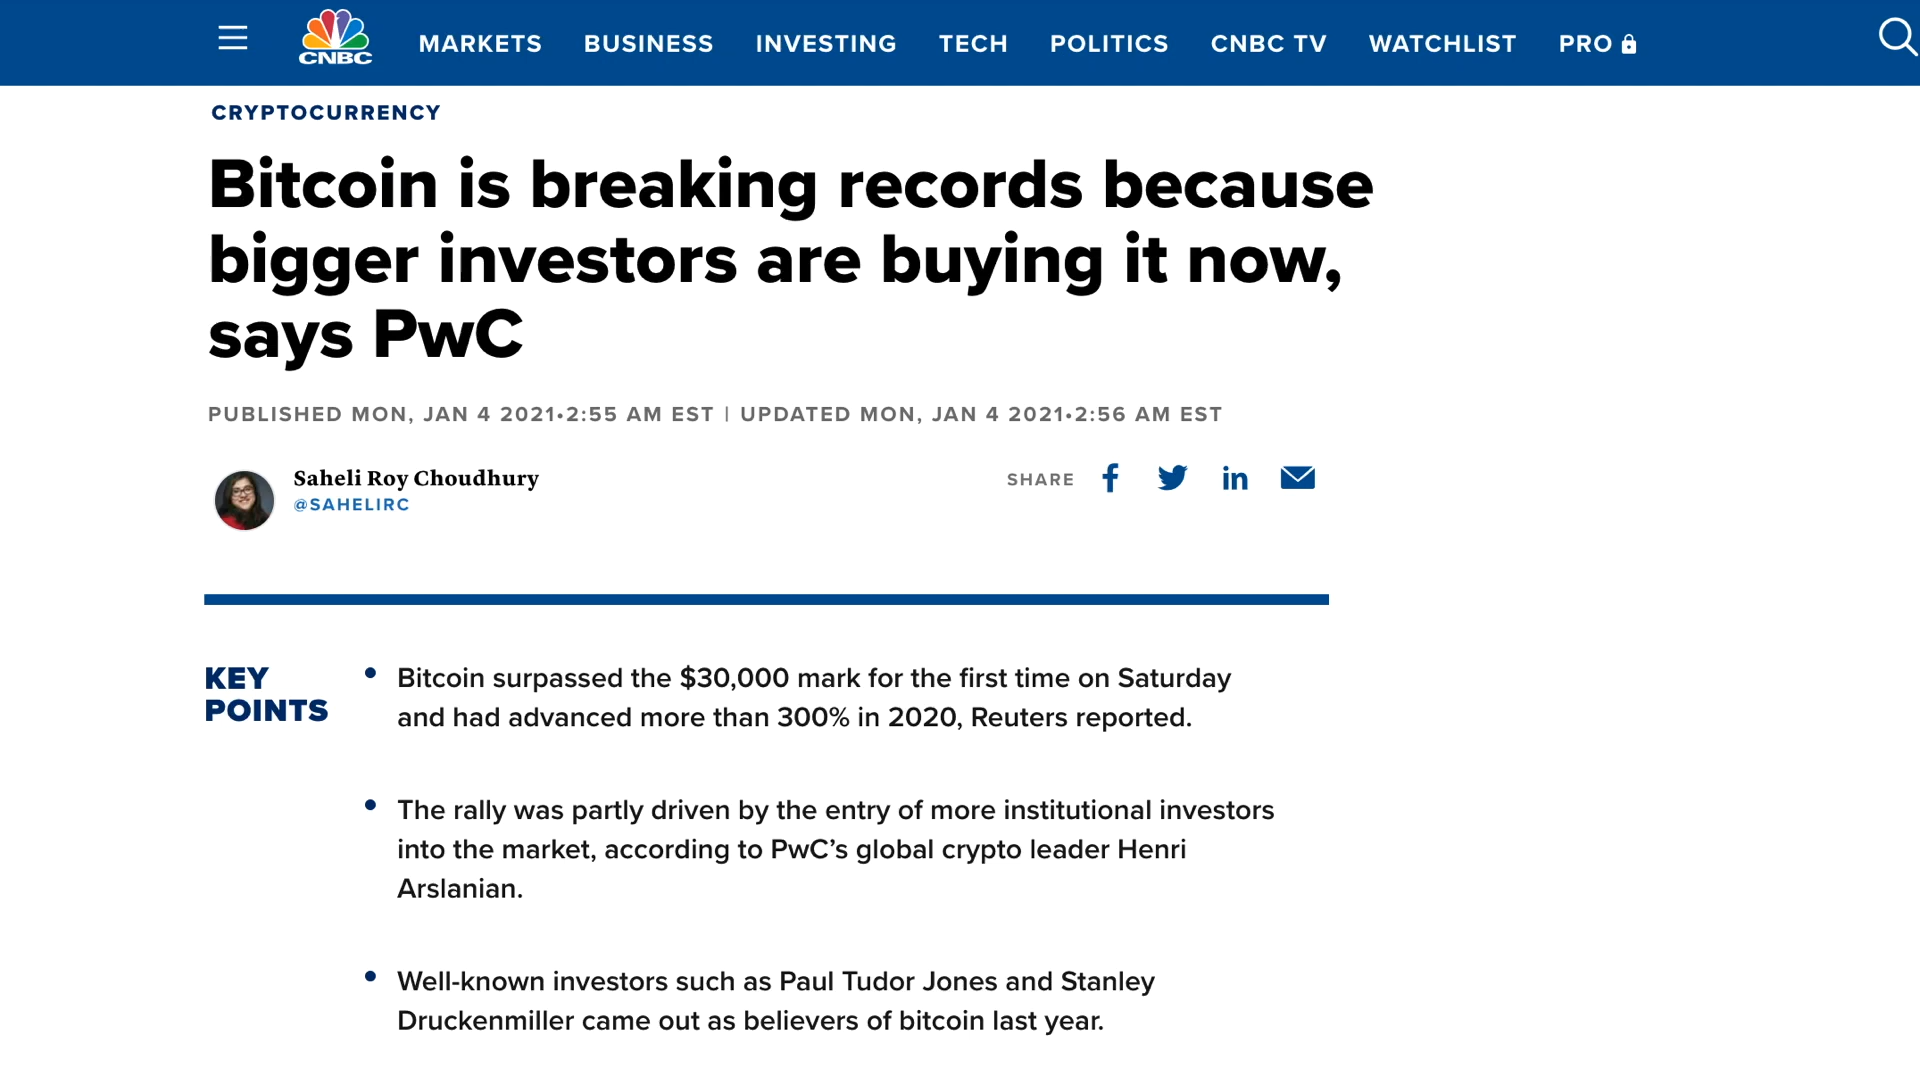 CNBC MARKETS BUSINESS INVESTING TECH POLITICS CNBC TV WATCHLIST PRO
CRYPTOCURRENCY
Bitcoin is breaking records because
bigger investors are buying it now,
says PwC
PUBLISHED MON, JAN 4 2021•2:55 AM EST | UPDATED MON, JAN 4 2021•2:56 AM EST
Saheli Roy Choudhury
@SAHELIRC
SHARE
KEY
POINTS
• Bitcoin surpassed the $30,000 mark for the first time on Saturday
and had advanced more than 300% in 2020, Reuters reported.
• The rally was partly driven by the entry of more institutional investors
into the market, according to PwC’s global crypto leader Henri
Arslanian.
• Well-known investors such as Paul Tudor Jones and Stanley
Druckenmiller came out as believers of bitcoin last year.